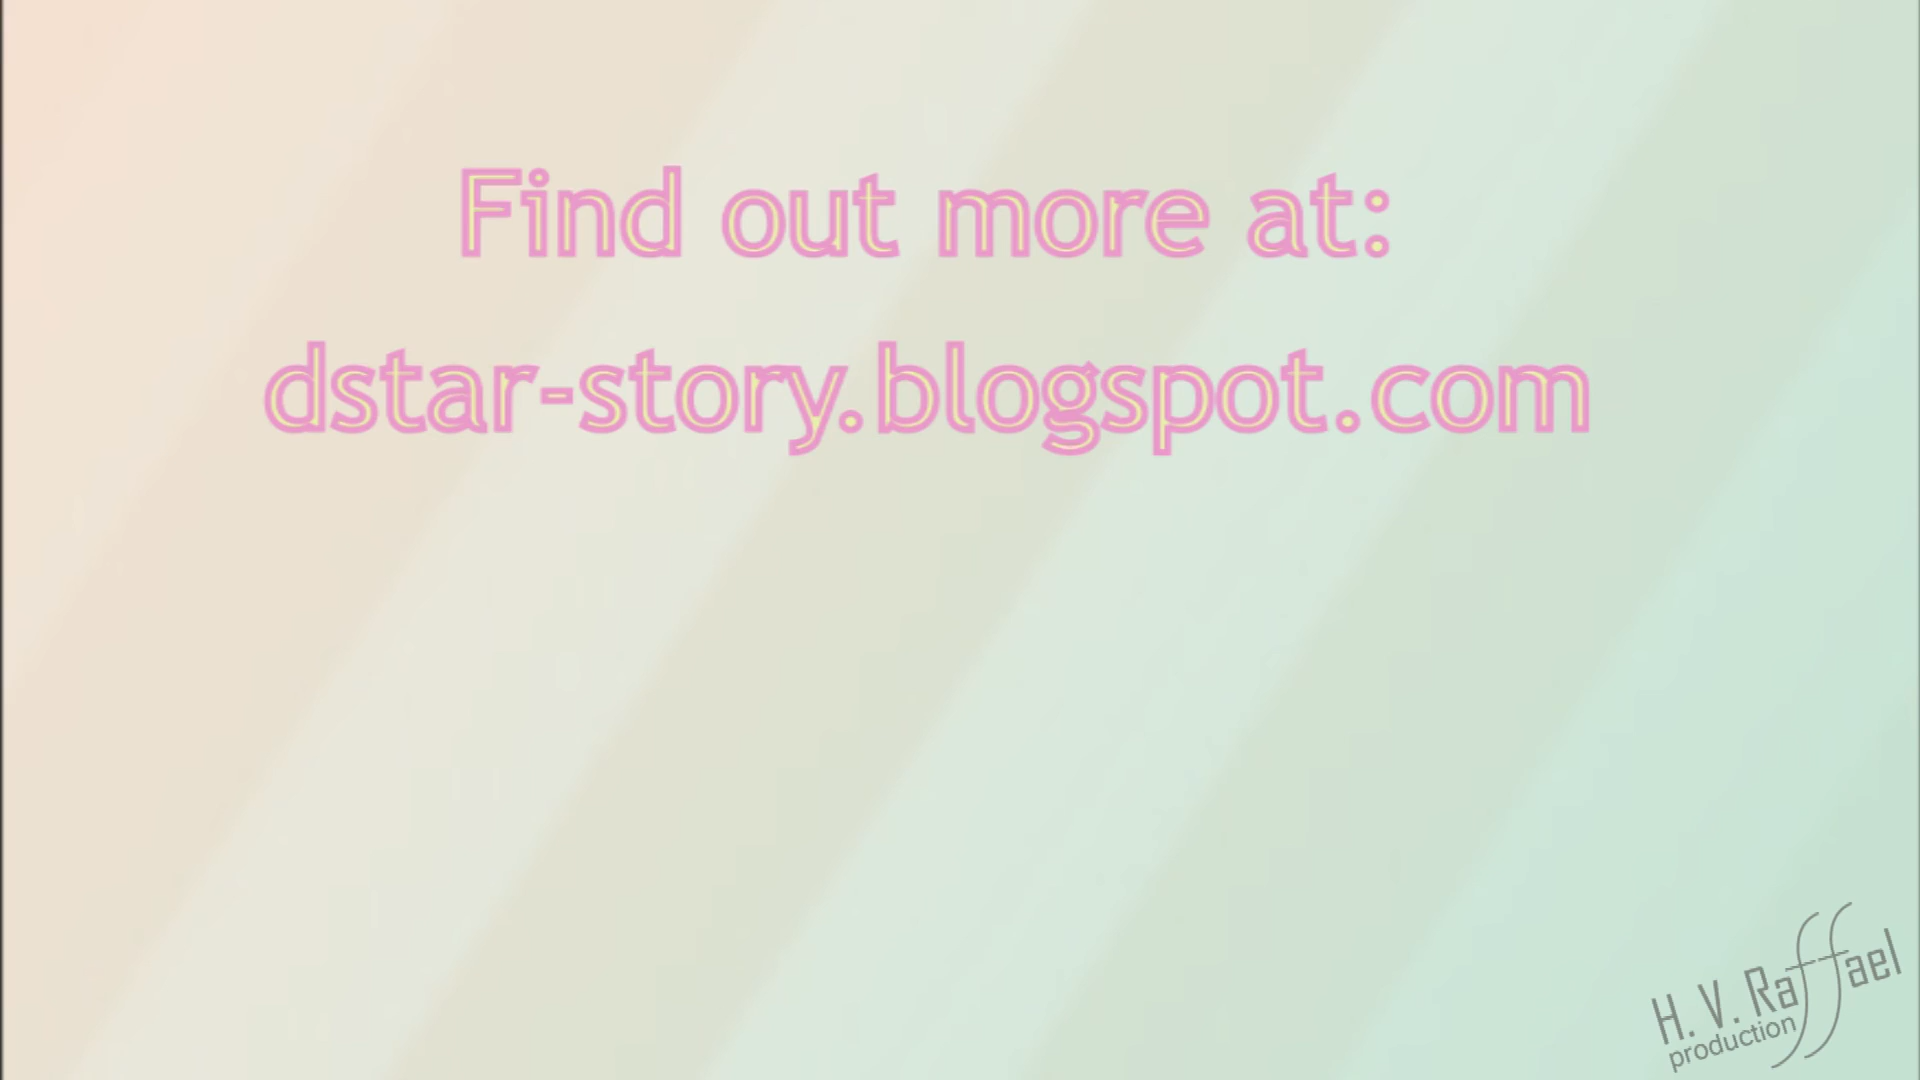 Find out more at:
dstar-story.blogspot.com
H. V. Raffael
production